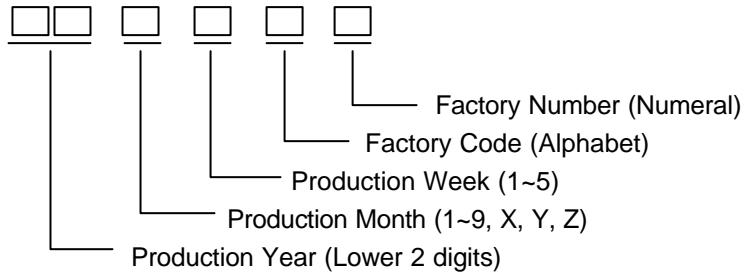 Factory Number (Numeral)
Factory Code (Alphabet)
Production Week (1~5)
Production Month (1~9, X, Y, Z)
Production Year (Lower 2 digits)